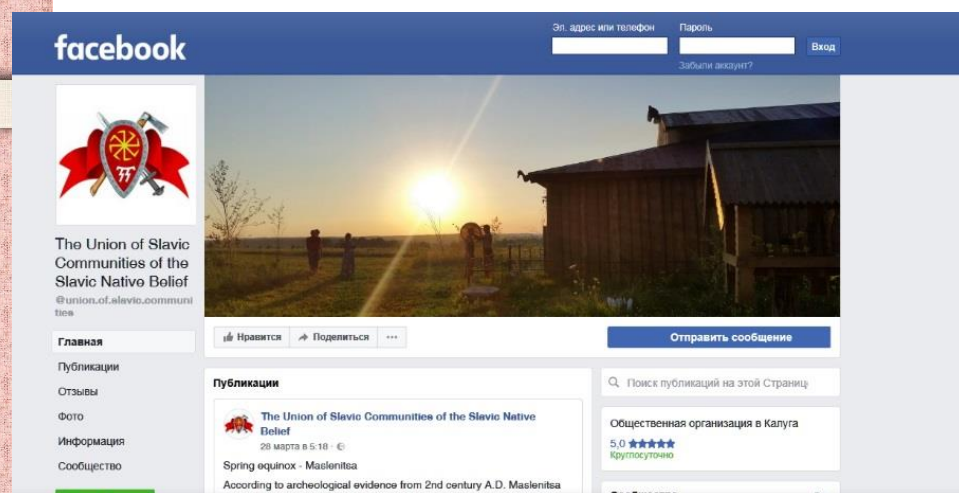 facebook
Эл. адрес или телефон
Пароль
Вход
Забыли аккаунт?
The Union of Slavic
Communities of the
Slavic Native Belief
@union.of.slavic.communi
ties
Главная
Публикации
Отзывы
Фото
Информация
Сообщество
Нравится
Поделиться
Отправить сообщение
Публикации
The Union of Slavic Communities of the Slavic Native
Belief
28 марта в 5:18
Spring equinox - Maslenitsa
According to archeological evidence from 2nd century A.D. Maslenitsa
Поиск публикаций на этой Страниц
Общественная организация в Калуга
5,0 ★★★★★
Круглосуточно